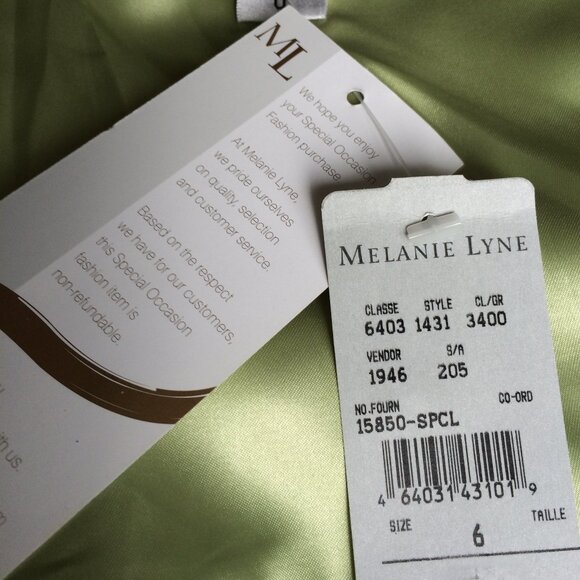 ML
We hope you enjoy
your Special Occasion
Fashion purchase.
At Melanie Lyne,
we pride ourselves
on quality, selection
and customer service.
Based on the respect
we have for our customers,
this Special Occasion
fashion item is
non-refundable.
with us.
MELANIE LYNE
CLASSE STYLE CL/GR
6403 1431 3400
VENDOR S/A
1946 205
NO.FOURN CO-ORD
15850-SPCL
4 64031 43101 9
SIZE 6 TAILLE